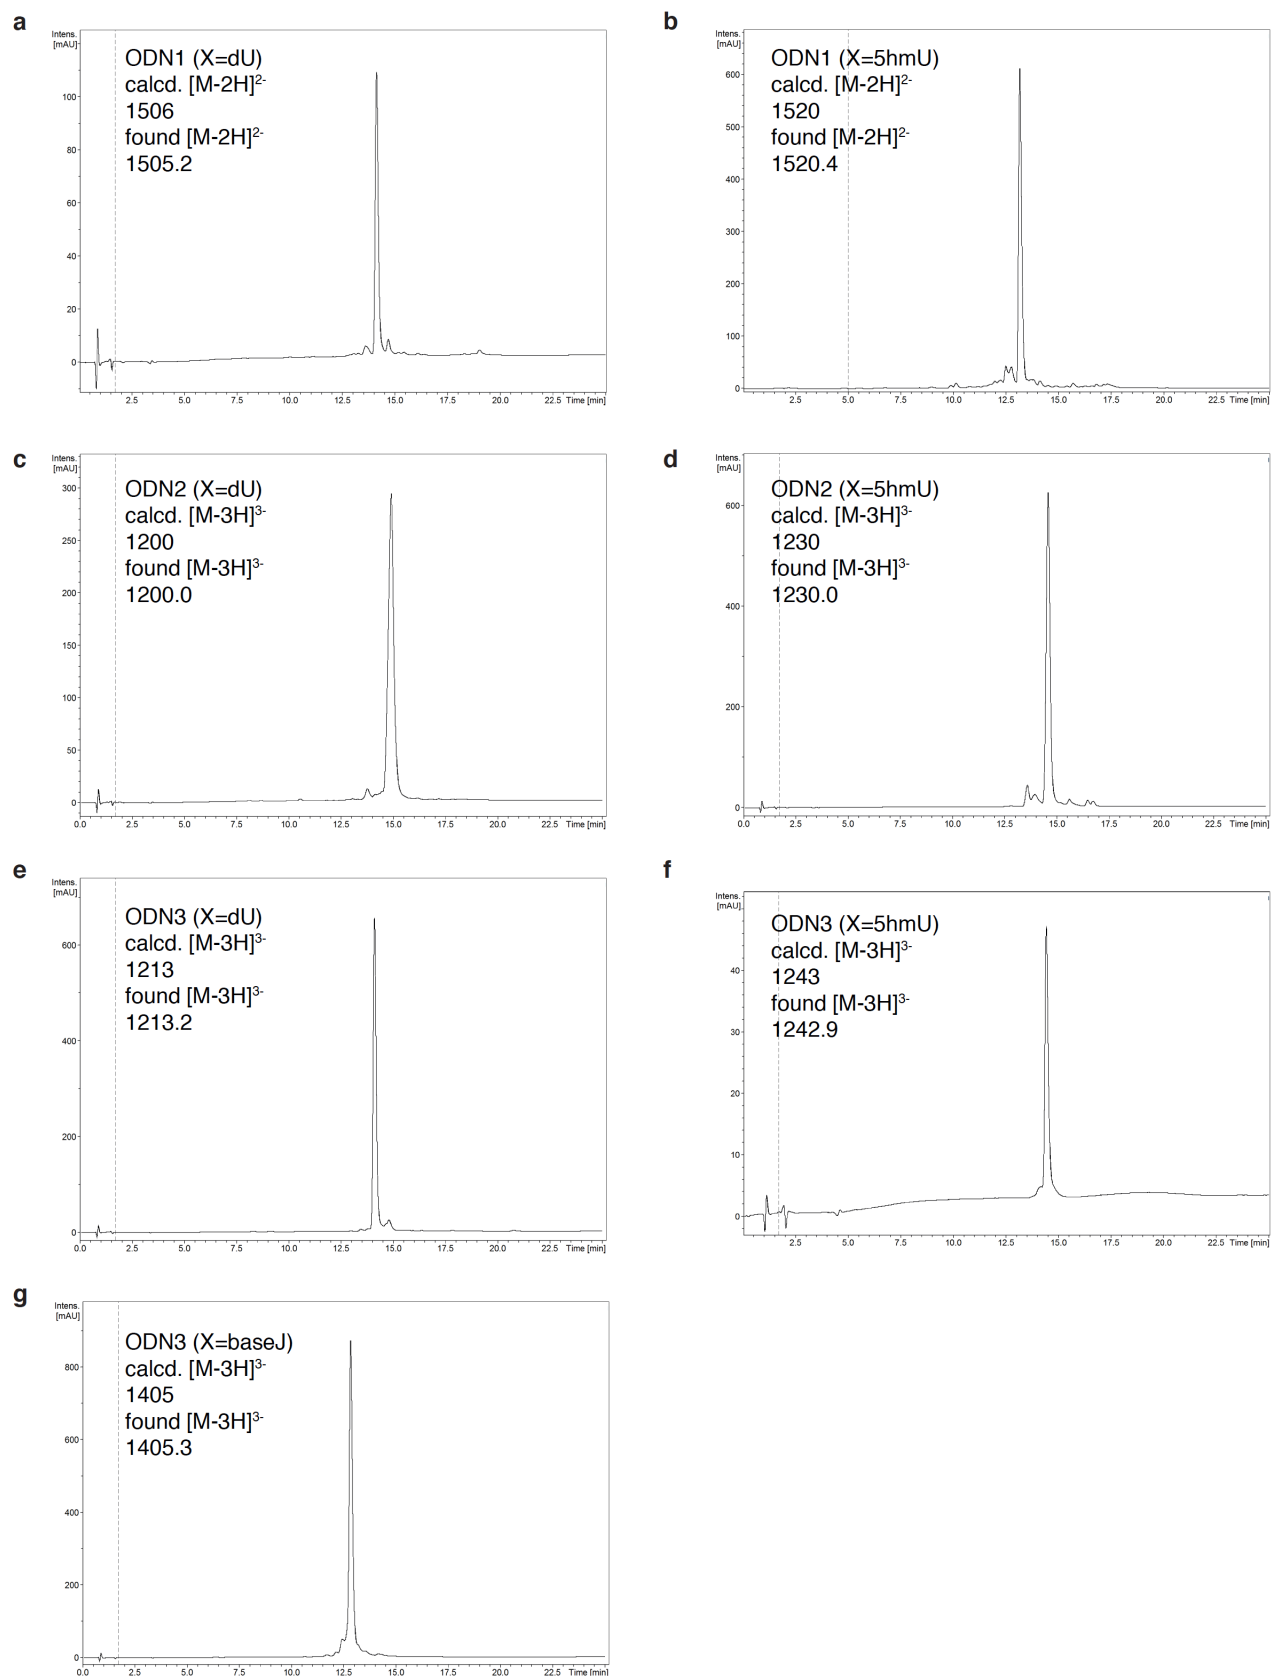 a
Intens.
[mAU]
ODN1 (X=dU)
calcd. [M-2H]2-
1506
found [M-2H]2-
1505.2
100
80
60
40
20
0
2.5 5.0 7.5 10.0 12.5 15.0 17.5 20.0 22.5 Time [min]
b
Intens.
[mAU]
ODN1 (X=5hmU)
calcd. [M-2H]2-
1520
found [M-2H]2-
1520.4
600
500
400
300
200
100
0
2.5 5.0 7.5 10.0 12.5 15.0 17.5 20.0 22.5 Time [min]
c
Intens.
[mAU]
ODN2 (X=dU)
calcd. [M-3H]3-
1200
found [M-3H]3-
1200.0
300
250
200
150
100
50
0
0.0 2.5 5.0 7.5 10.0 12.5 15.0 17.5 20.0 22.5 Time [min]
d
Intens.
[mAU]
ODN2 (X=5hmU)
calcd. [M-3H]3-
1230
found [M-3H]3-
1230.0
600
400
200
0
0.0 2.5 5.0 7.5 10.0 12.5 15.0 17.5 20.0 22.5 Time [min]
e
Intens.
[mAU]
ODN3 (X=dU)
calcd. [M-3H]3-
1213
found [M-3H]3-
1213.2
600
400
200
0
0.0 2.5 5.0 7.5 10.0 12.5 15.0 17.5 20.0 22.5 Time [min]
f
Intens.
[mAU]
ODN3 (X=5hmU)
calcd. [M-3H]3-
1243
found [M-3H]3-
1242.9
40
30
20
10
0
2.5 5.0 7.5 10.0 12.5 15.0 17.5 20.0 22.5 Time [min]
g
Intens.
[mAU]
ODN3 (X=baseJ)
calcd. [M-3H]3-
1405
found [M-3H]3-
1405.3
800
600
400
200
0
0.0 2.5 5.0 7.5 10.0 12.5 15.0 17.5 20.0 22.5 Time [min]